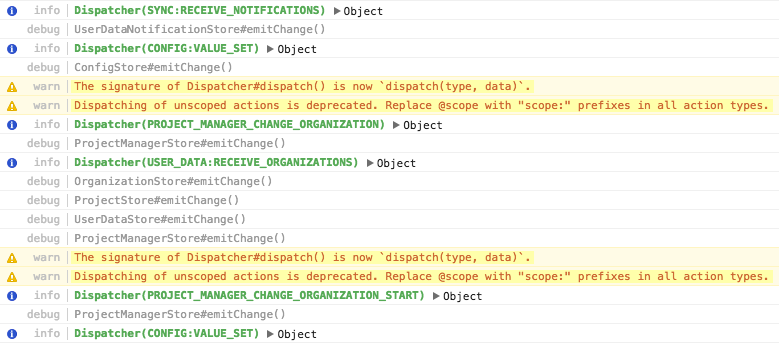 info Dispatcher(SYNC:RECEIVE_NOTIFICATIONS) ▶Object
debug UserDataNotificationStore#emitChange()
info Dispatcher(CONFIG:VALUE_SET) ▶Object
debug ConfigStore#emitChange()
warn The signature of Dispatcher#dispatch() is now `dispatch(type, data)`.
warn Dispatching of unscoped actions is deprecated. Replace @scope with "scope:" prefixes in all action types.
info Dispatcher(PROJECT_MANAGER_CHANGE_ORGANIZATION) ▶Object
debug ProjectManagerStore#emitChange()
info Dispatcher(USER_DATA:RECEIVE_ORGANIZATIONS) ▶Object
debug OrganizationStore#emitChange()
debug ProjectStore#emitChange()
debug UserDataStore#emitChange()
debug ProjectManagerStore#emitChange()
warn The signature of Dispatcher#dispatch() is now `dispatch(type, data)`.
warn Dispatching of unscoped actions is deprecated. Replace @scope with "scope:" prefixes in all action types.
info Dispatcher(PROJECT_MANAGER_CHANGE_ORGANIZATION_START) ▶Object
debug ProjectManagerStore#emitChange()
info Dispatcher(CONFIG:VALUE_SET) ▶Object